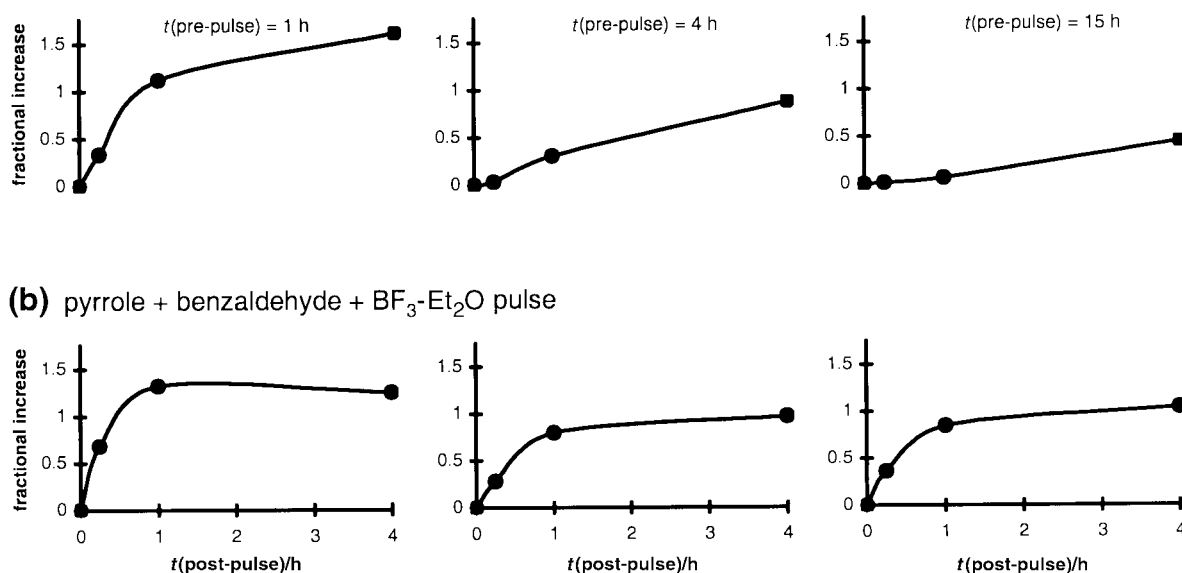 t(pre-pulse) = 1 h
t(pre-pulse) = 4 h
t(pre-pulse) = 15 h
fractional increase
1.5
1
0.5
0
1.5
1
0.5
0
1.5
1
0.5
0
(b) pyrrole + benzaldehyde + BF3-Et2O pulse
fractional increase
1.5
1
0.5
0
1.5
1
0.5
0
1.5
1
0.5
0
0 1 2 3 4
0 1 2 3 4
0 1 2 3 4
t(post-pulse)/h
t(post-pulse)/h
t(post-pulse)/h